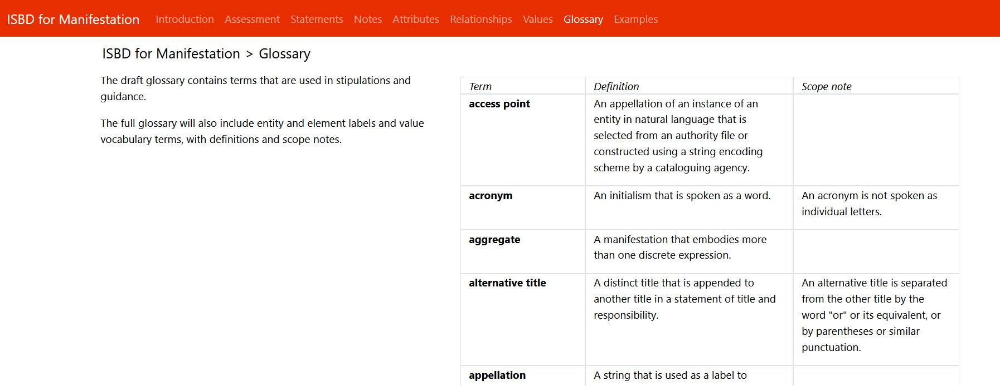 ISBD for Manifestation Introduction Assessment Statements Notes Attributes Relationships Values Glossary Examples
ISBD for Manifestation > Glossary
The draft glossary contains terms that are used in stipulations and
guidance.
The full glossary will also include entity and element labels and value
vocabulary terms, with definitions and scope notes.
Term Definition Scope note
access point An appellation of an instance of an
entity in natural language that is
selected from an authority file or
constructed using a string encoding
scheme by a cataloguing agency.
acronym An initialism that is spoken as a word. An acronym is not spoken as
individual letters.
aggregate A manifestation that embodies more
than one discrete expression.
alternative title A distinct title that is appended to An alternative title is separated
another title in a statement of title and from the other title by the
responsibility. word "or" or its equivalent, or
by parentheses or similar
punctuation.
appellation A string that is used as a label to